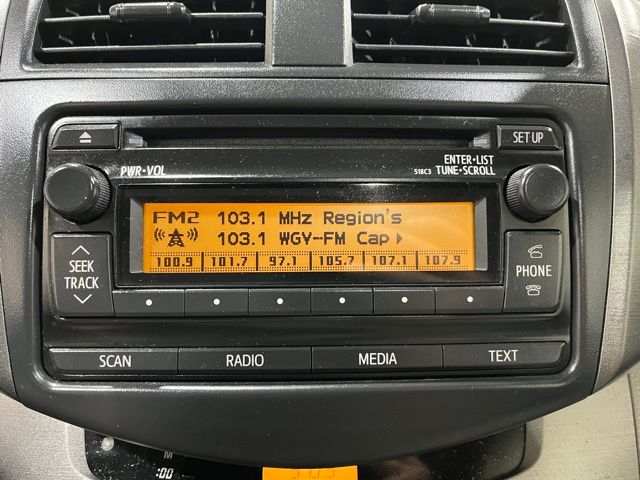 SET UP
PWR•VOL
ENTER•LIST
518C3 TUNE•SCROLL
FM2 103.1 MHz Region's
103.1 WGY-FM Cap
100.9 101.7 97.1 105.7 107.1 107.9
SEEK
TRACK
PHONE
SCAN RADIO MEDIA TEXT
M
:00